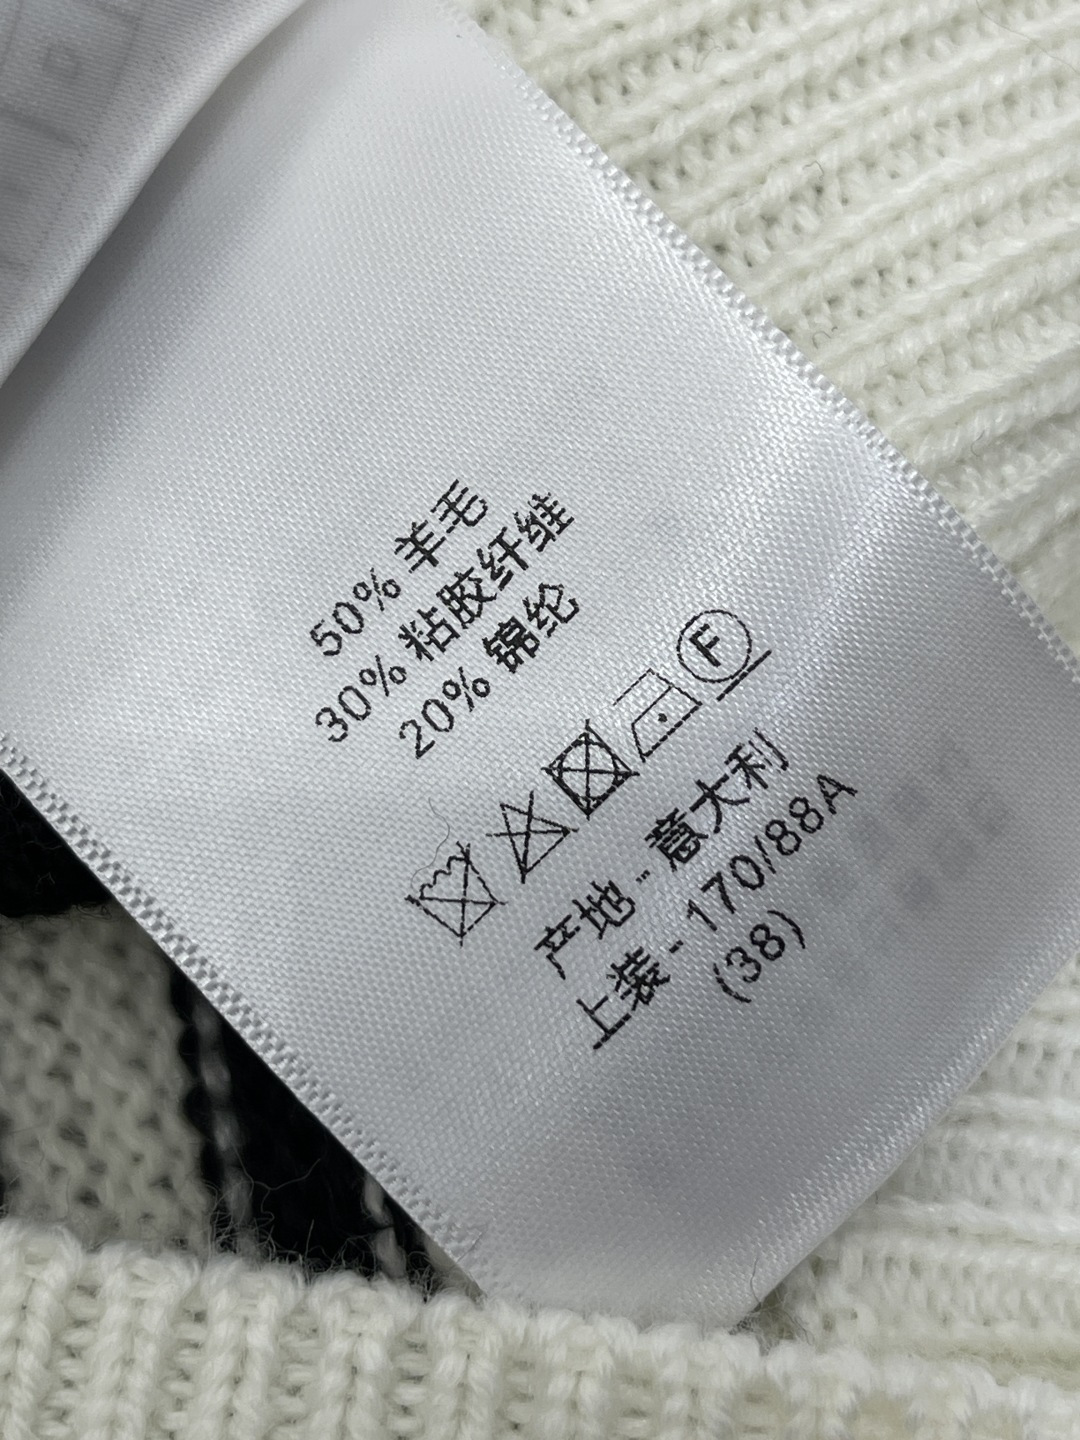 50% 羊毛
30% 粘胶纤维
20% 锦纶
F
产地 - 意大利
上装 - 170/88A
(38)